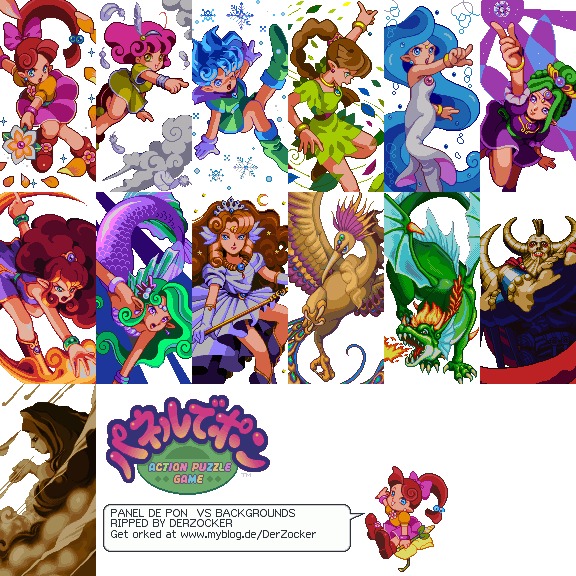 パネルでポン
ACTION PUZZLE
GAME
TM
PANEL DE PON VS BACKGROUNDS
RIPPED BY DERZOCKER
Get orked at www.myblog.de/DerZocker